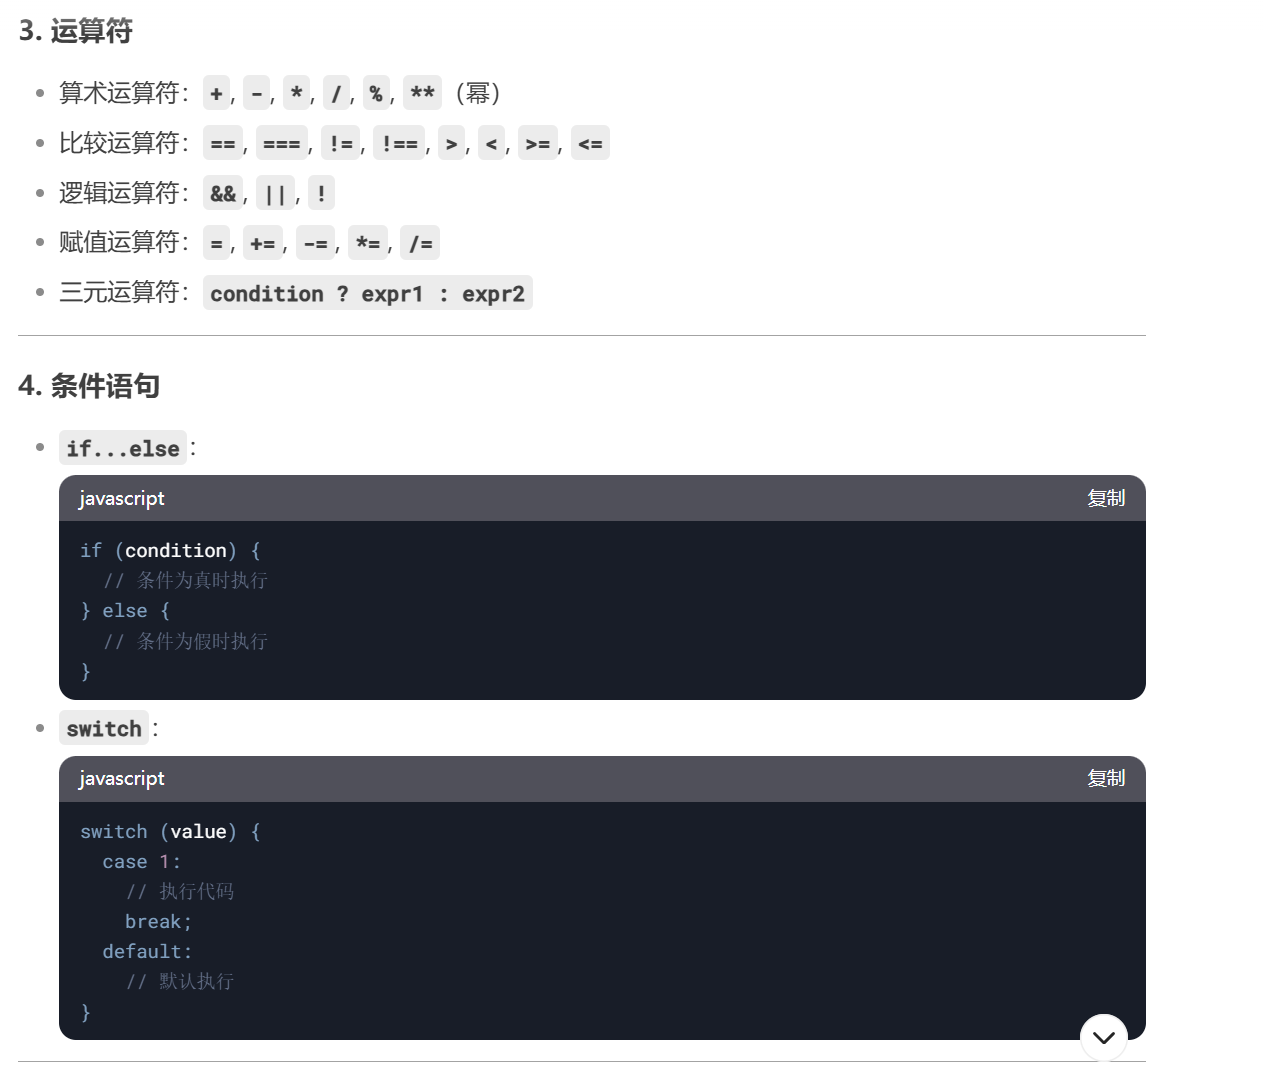 3. 运算符
算术运算符：+, -, *, /, %, **（幂）
比较运算符：==, ===, !=, !==, >, <, >=, <=
逻辑运算符：&&, ||, !
赋值运算符：=, +=, -=, *=, /=
三元运算符：condition ? expr1 : expr2
4. 条件语句
if...else：
javascript 复制
if (condition) {
  // 条件为真时执行
} else {
  // 条件为假时执行
}
switch：
javascript 复制
switch (value) {
  case 1:
    // 执行代码
    break;
  default:
    // 默认执行
}